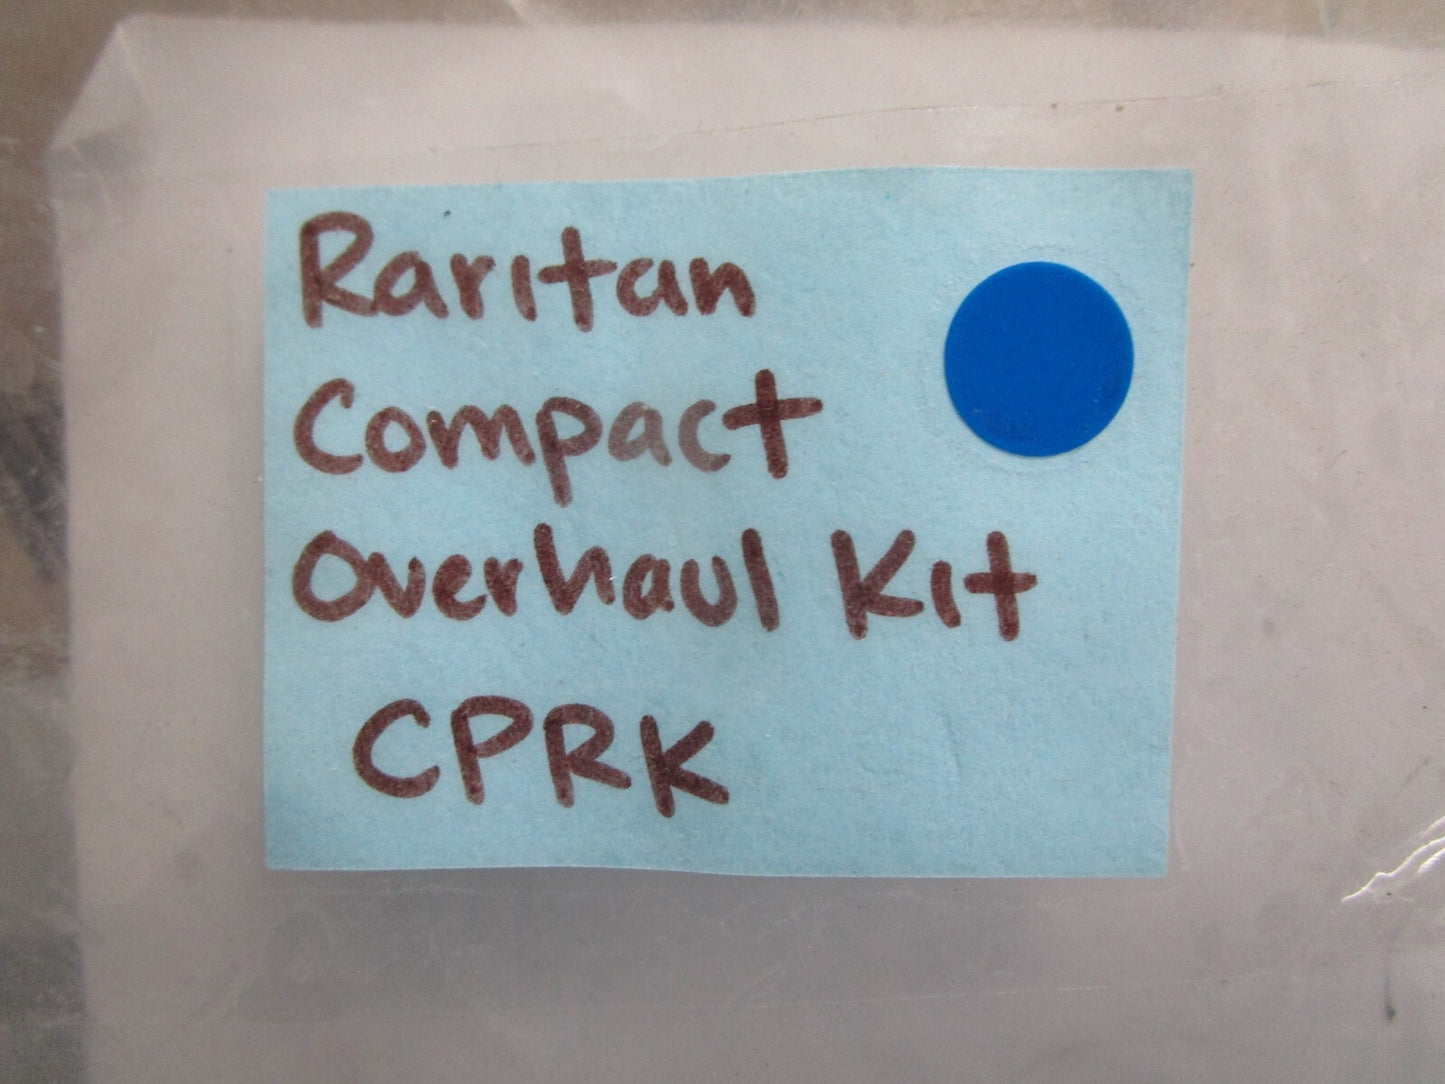 Raritan
Compact
Overhaul Kit
CPRK